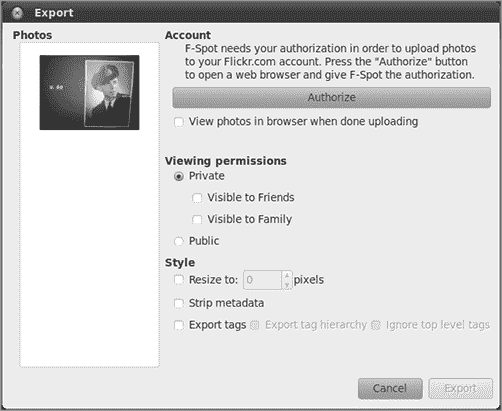 Export
Photos
Account
F-Spot needs your authorization in order to upload photos
to your Flickr.com account. Press the "Authorize" button
to open a web browser and give F-Spot the authorization.
Authorize
View photos in browser when done uploading
Viewing permissions
Private
Visible to Friends
Visible to Family
Public
Style
Resize to: 0 pixels
Strip metadata
Export tags Export tag hierarchy Ignore top level tags
Cancel Export